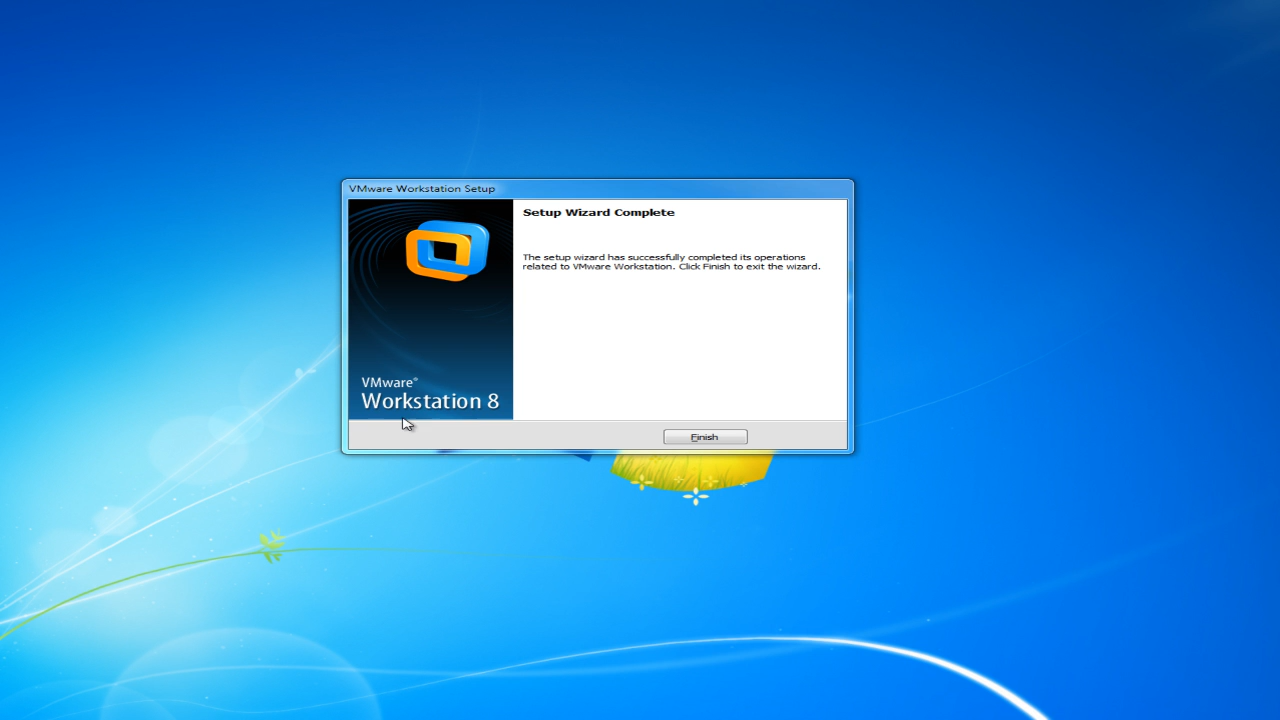 VMware Workstation Setup
Setup Wizard Complete
The setup wizard has successfully completed its operations
related to VMware Workstation. Click Finish to exit the wizard.
VMware®
Workstation 8
Finish